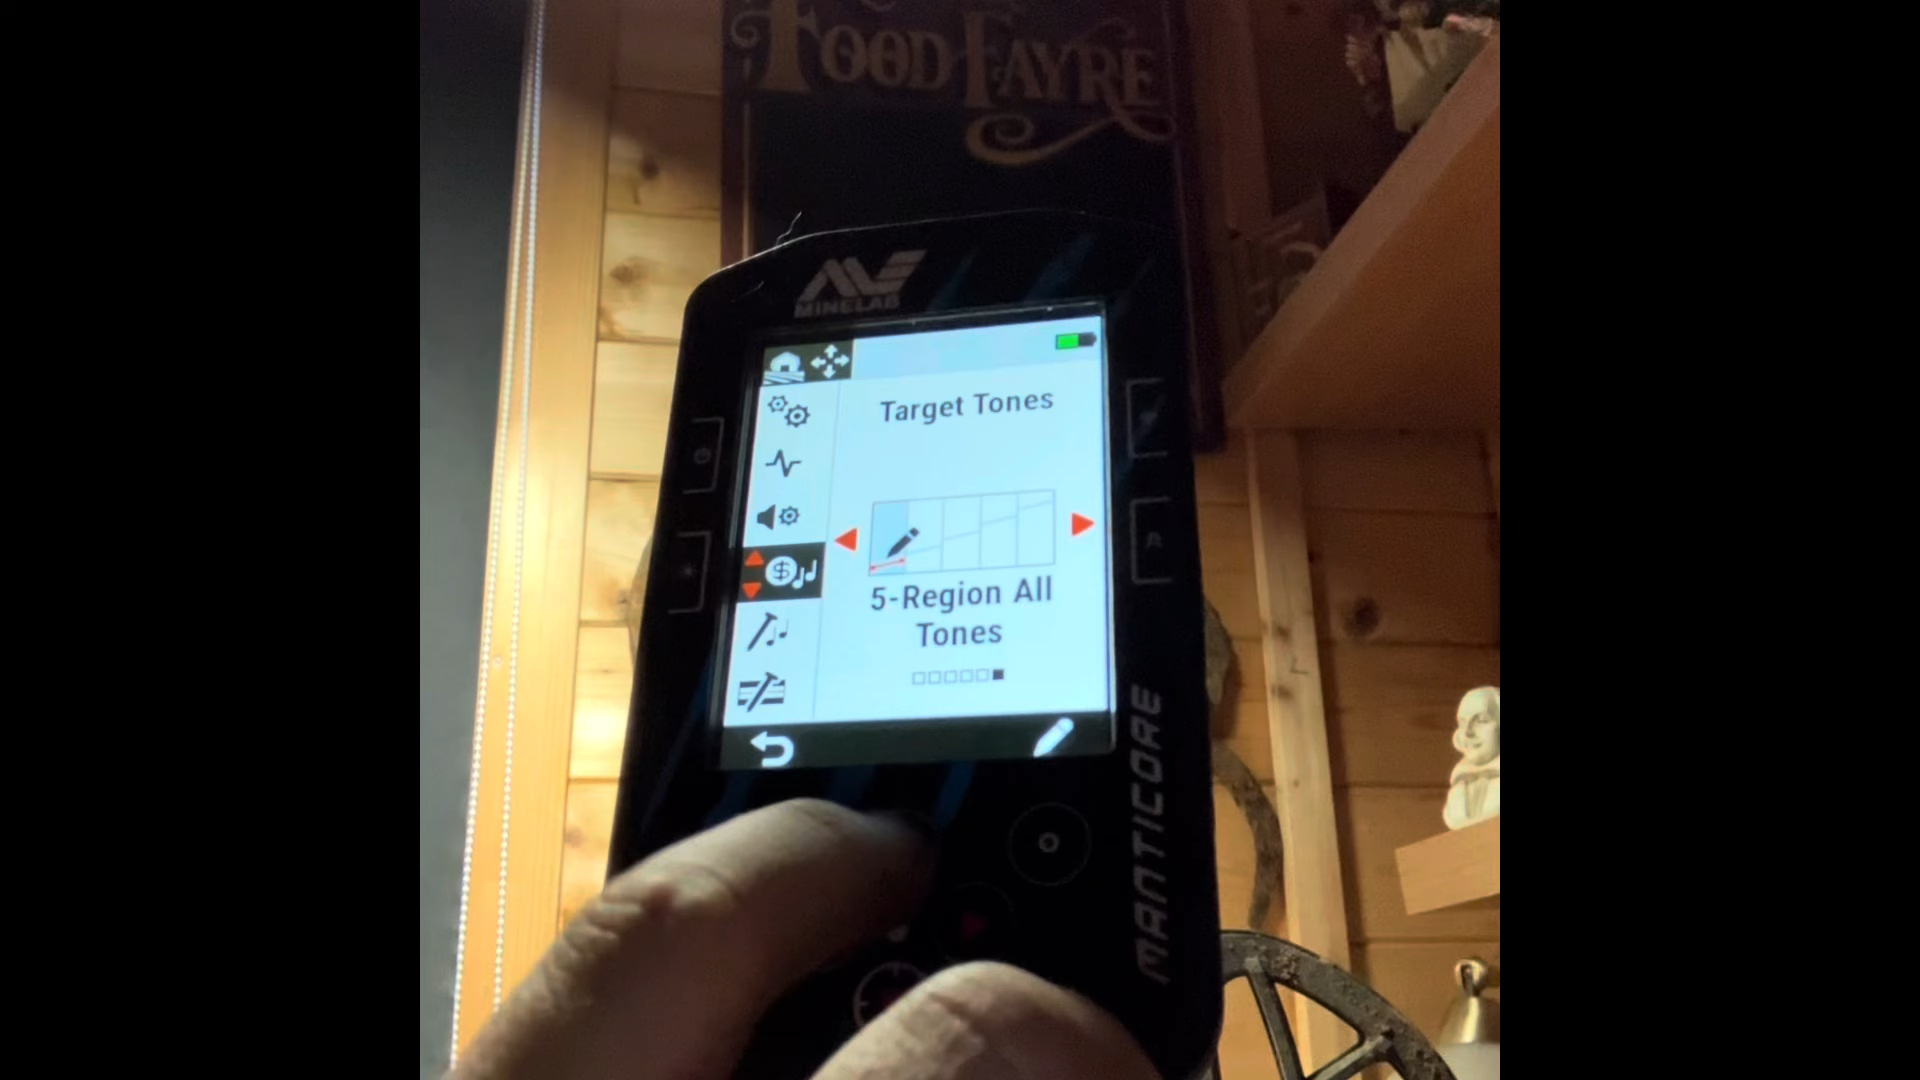 FOOD FAYRE
MINELAB
Target Tones
5-Region All
Tones
MANTICORE